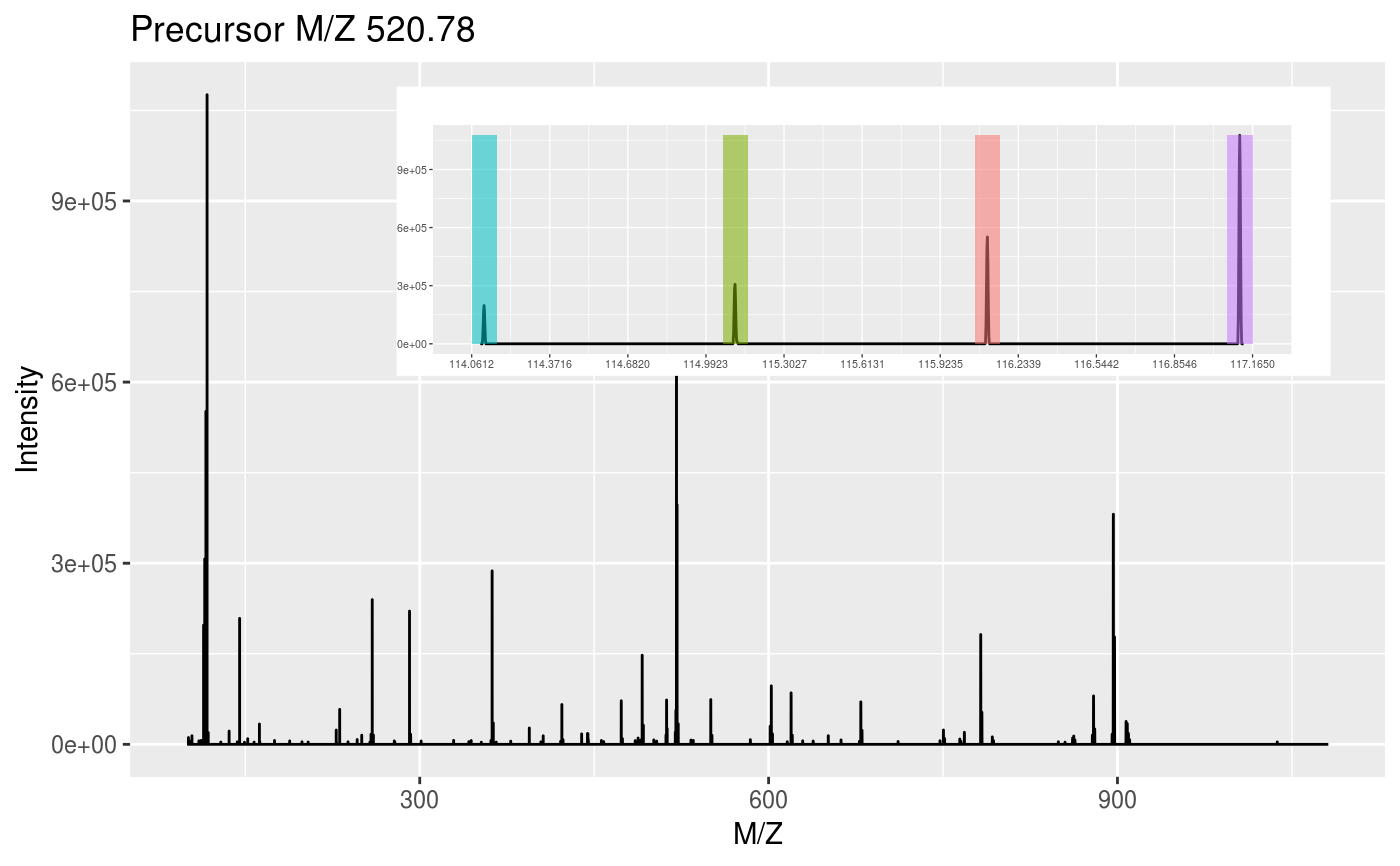 Precursor M/Z 520.78
9e+05
6e+05
3e+05
0e+00
Intensity
300
600
900
M/Z
9e+05
6e+05
3e+05
0e+00
114.0612
114.3716
114.6820
114.9923
115.3027
115.6131
115.9235
116.2339
116.5442
116.8546
117.1650